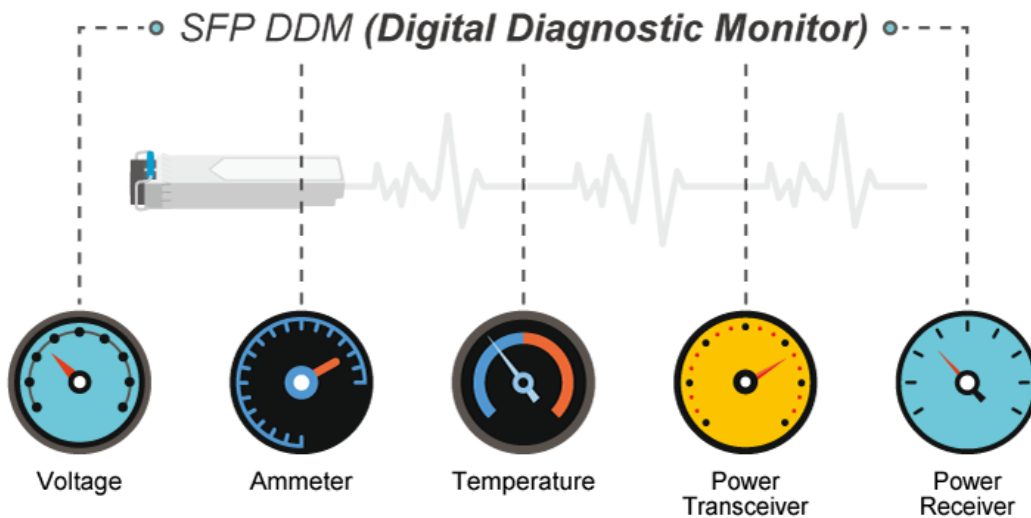 SFP DDM (Digital Diagnostic Monitor)
Voltage
Ammeter
Temperature
Power
Transceiver
Power
Receiver